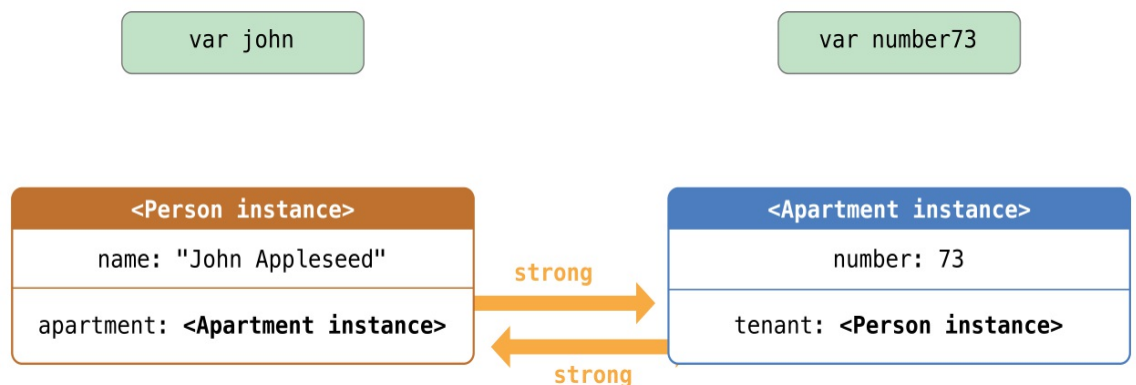 var john
var number73
<Person instance>
name: "John Appleseed"
apartment: <Apartment instance>
strong
strong
<Apartment instance>
number: 73
tenant: <Person instance>